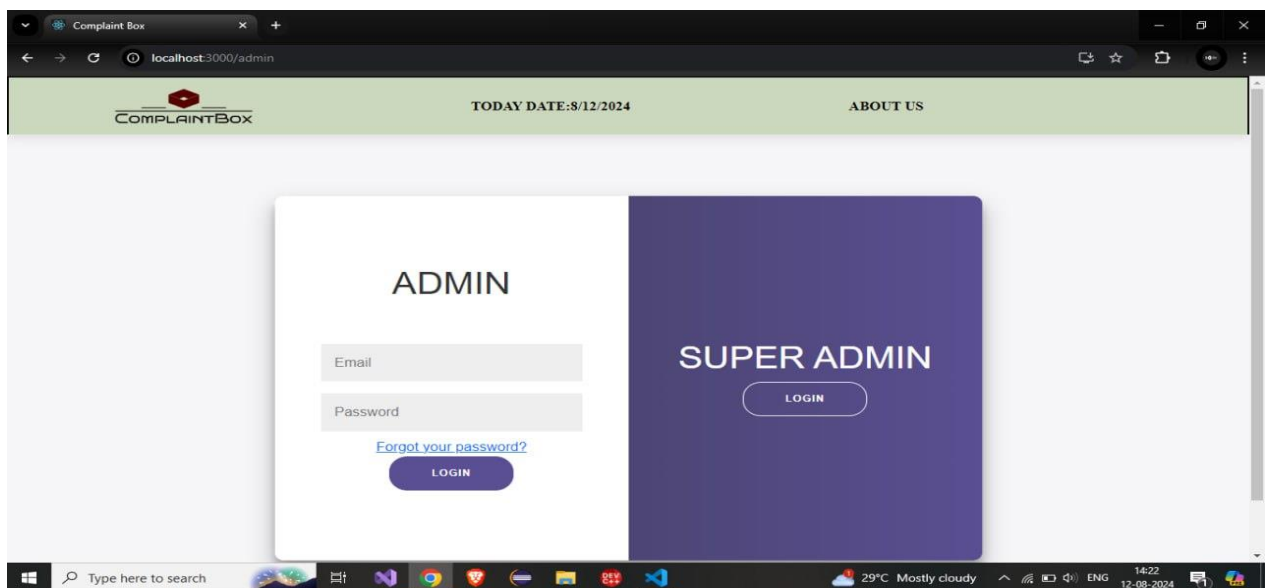 Complaint Box
localhost:3000/admin
COMPLAINTBOX
TODAY DATE:8/12/2024
ABOUT US
ADMIN
Email
Password
Forgot your password?
LOGIN
SUPER ADMIN
LOGIN
Type here to search
29°C Mostly cloudy
ENG
14:22
12-08-2024